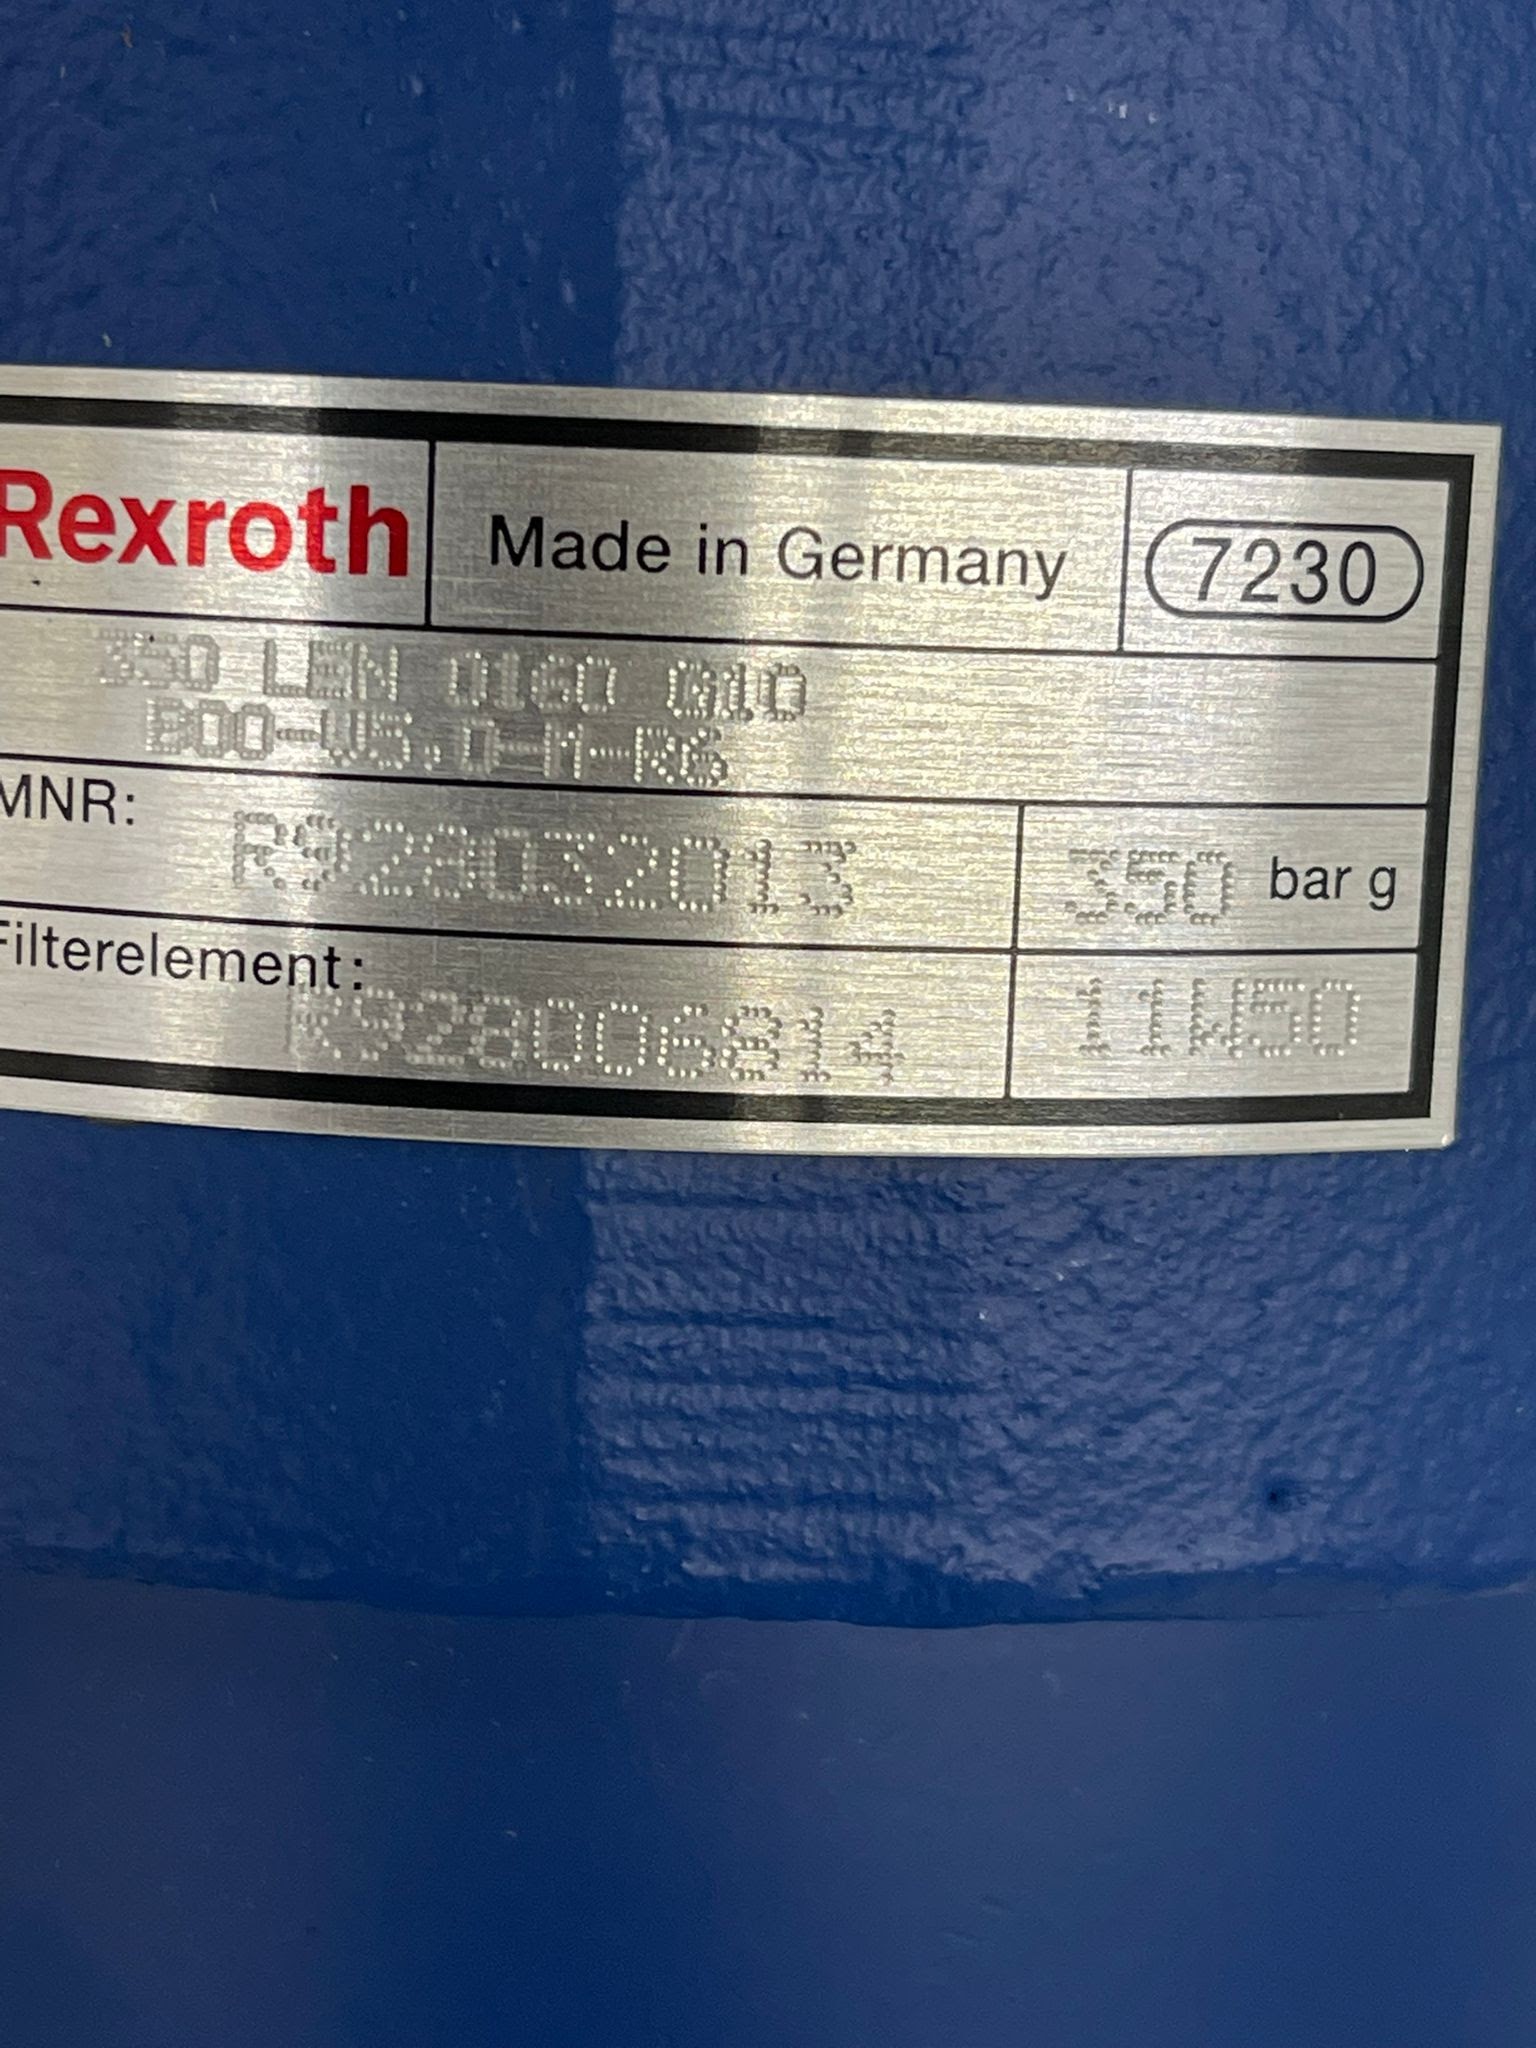 Rexroth
Made in Germany
7230
350 LEN 0160 G10
B00-V5,0-M-R6
MNR:
R928032013
350 bar g
Filterelement:
R928006814
11W50